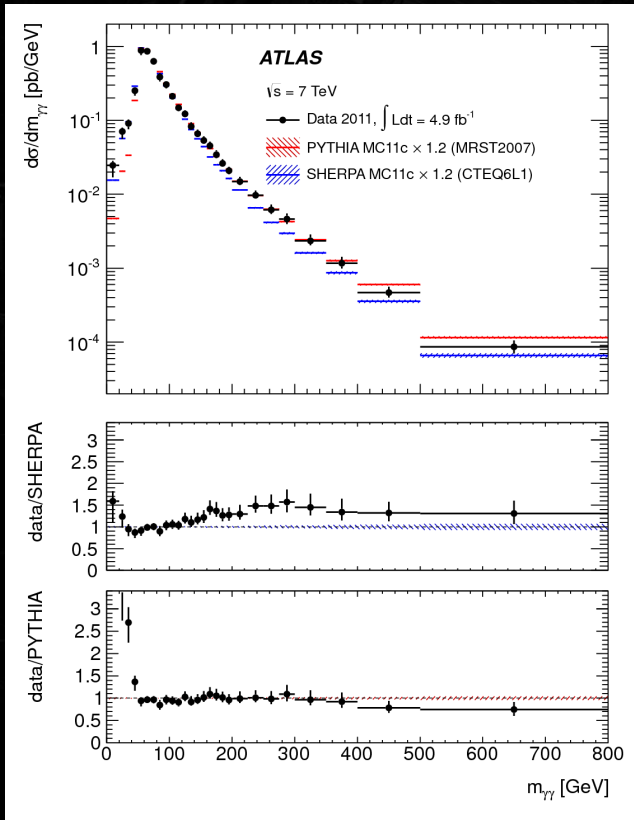 ATLAS
√s = 7 TeV
Data 2011, ∫ Ldt = 4.9 fb⁻¹
PYTHIA MC11c × 1.2 (MRST2007)
SHERPA MC11c × 1.2 (CTEQ6L1)
dσ/dm_γγ [pb/GeV]
1
10⁻¹
10⁻²
10⁻³
10⁻⁴
data/SHERPA
3
2.5
2
1.5
1
0.5
0
data/PYTHIA
3
2.5
2
1.5
1
0.5
0
0 100 200 300 400 500 600 700 800
m_γγ [GeV]